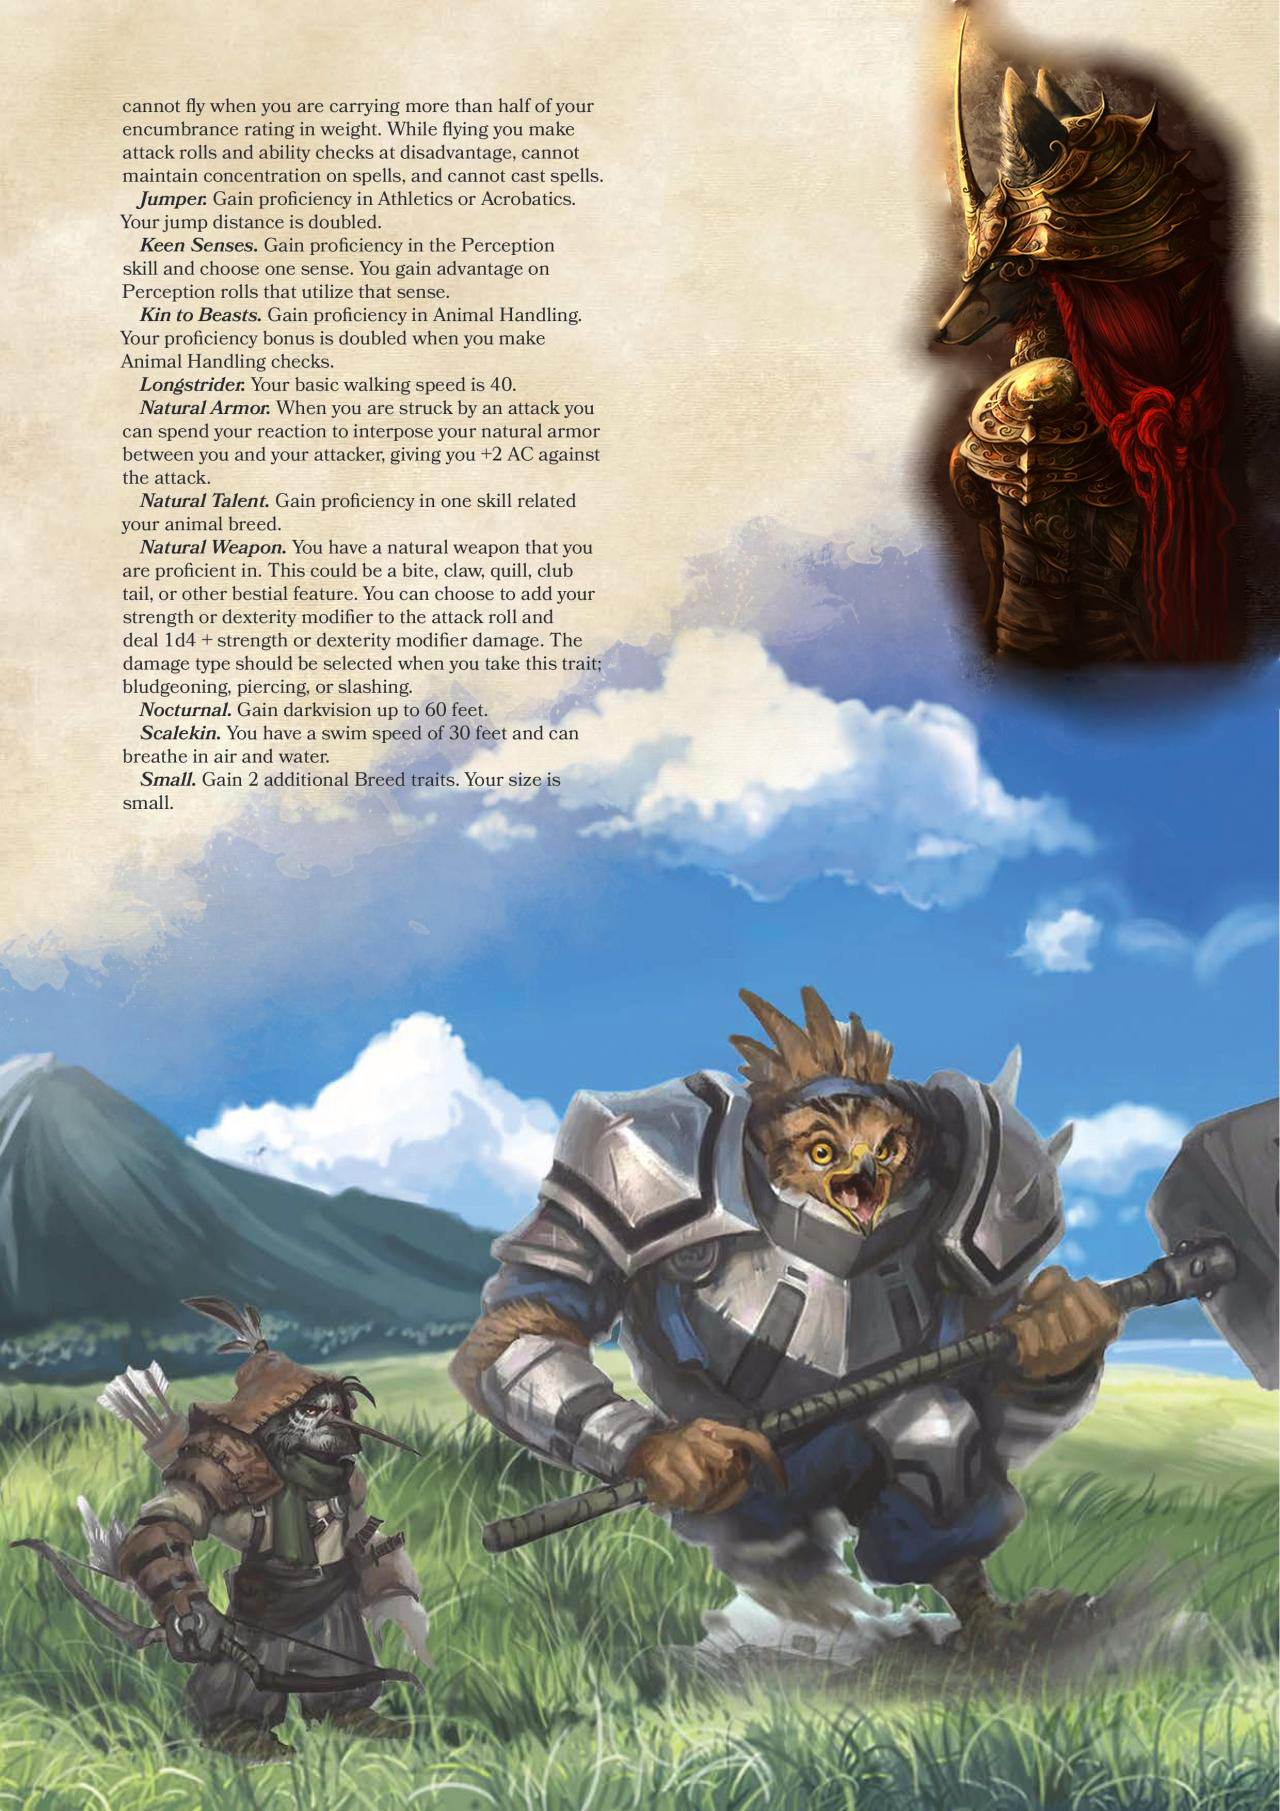 cannot fly when you are carrying more than half of your
encumbrance rating in weight. While flying you make
attack rolls and ability checks at disadvantage, cannot
maintain concentration on spells, and cannot cast spells.
Jumper. Gain proficiency in Athletics or Acrobatics.
Your jump distance is doubled.
Keen Senses. Gain proficiency in the Perception
skill and choose one sense. You gain advantage on
Perception rolls that utilize that sense.
Kin to Beasts. Gain proficiency in Animal Handling.
Your proficiency bonus is doubled when you make
Animal Handling checks.
Longstrider. Your basic walking speed is 40.
Natural Armor. When you are struck by an attack you
can spend your reaction to interpose your natural armor
between you and your attacker, giving you +2 AC against
the attack.
Natural Talent. Gain proficiency in one skill related
your animal breed.
Natural Weapon. You have a natural weapon that you
are proficient in. This could be a bite, claw, quill, club
tail, or other bestial feature. You can choose to add your
strength or dexterity modifier to the attack roll and
deal 1d4 + strength or dexterity modifier damage. The
damage type should be selected when you take this trait;
bludgeoning, piercing, or slashing.
Nocturnal. Gain darkvision up to 60 feet.
Scalekin. You have a swim speed of 30 feet and can
breathe in air and water.
Small. Gain 2 additional Breed traits. Your size is
small.